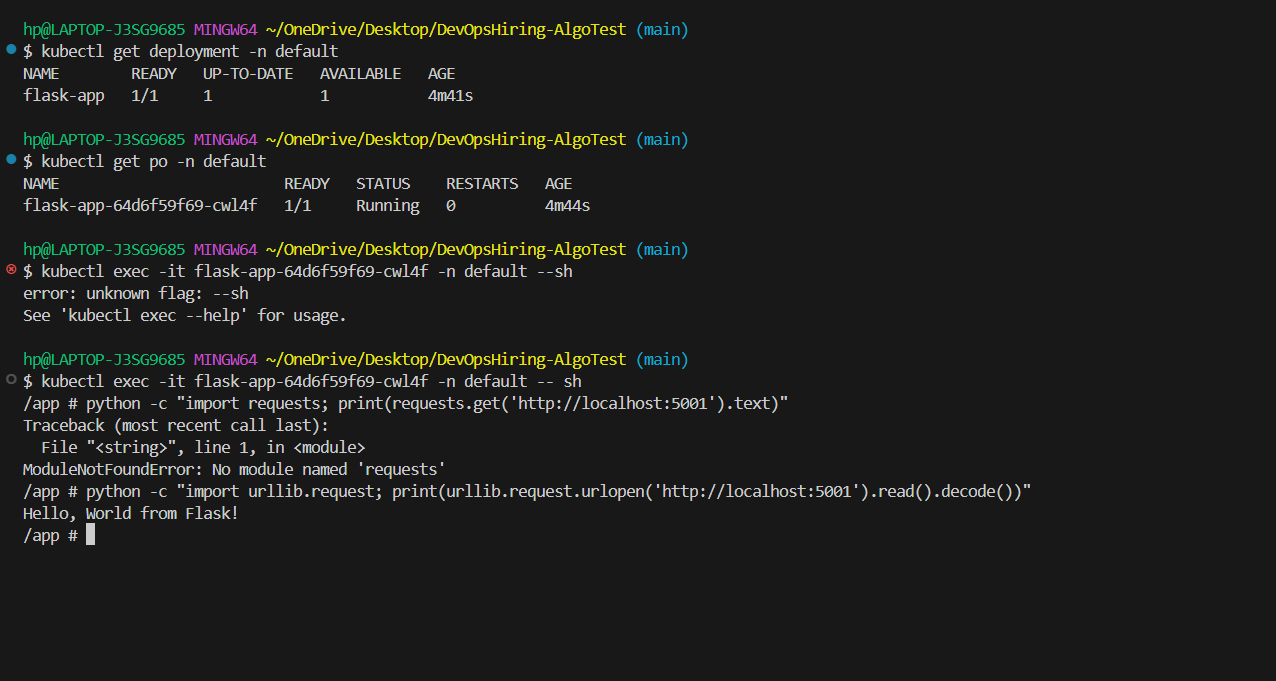 hp@LAPTOP-J3SG9685 MINGW64 ~/OneDrive/Desktop/DevOpsHiring-AlgoTest (main)
$ kubectl get deployment -n default
NAME        READY   UP-TO-DATE   AVAILABLE   AGE
flask-app   1/1     1            1           4m41s

hp@LAPTOP-J3SG9685 MINGW64 ~/OneDrive/Desktop/DevOpsHiring-AlgoTest (main)
$ kubectl get po -n default
NAME                         READY   STATUS    RESTARTS   AGE
flask-app-64d6f59f69-cwl4f   1/1     Running   0          4m44s

hp@LAPTOP-J3SG9685 MINGW64 ~/OneDrive/Desktop/DevOpsHiring-AlgoTest (main)
$ kubectl exec -it flask-app-64d6f59f69-cwl4f -n default --sh
error: unknown flag: --sh
See 'kubectl exec --help' for usage.

hp@LAPTOP-J3SG9685 MINGW64 ~/OneDrive/Desktop/DevOpsHiring-AlgoTest (main)
$ kubectl exec -it flask-app-64d6f59f69-cwl4f -n default -- sh
/app # python -c "import requests; print(requests.get('http://localhost:5001').text)"
Traceback (most recent call last):
  File "<string>", line 1, in <module>
ModuleNotFoundError: No module named 'requests'
/app # python -c "import urllib.request; print(urllib.request.urlopen('http://localhost:5001').read().decode())"
Hello, World from Flask!
/app #